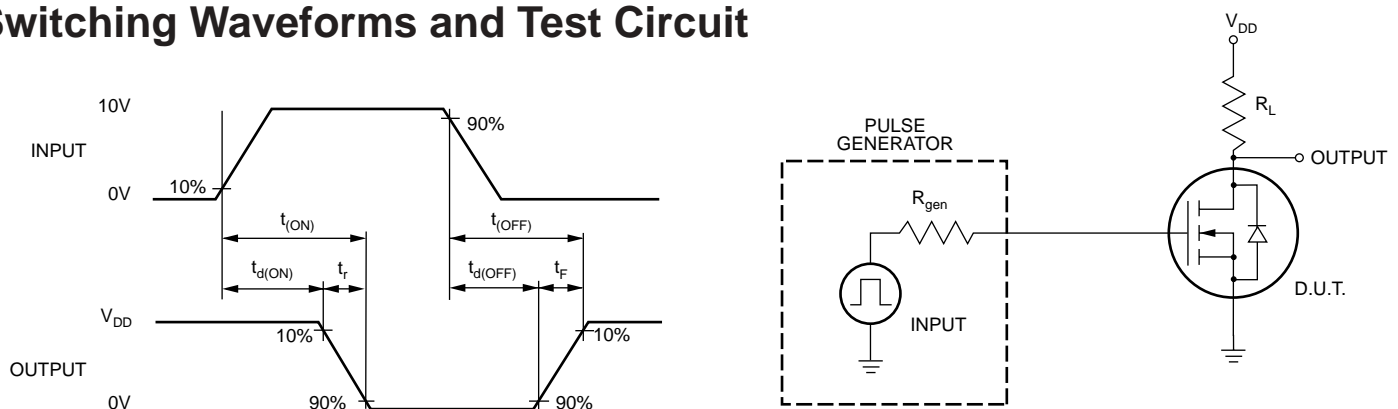 Switching Waveforms and Test Circuit
10V
INPUT
0V
10%
90%
t(ON)
t(OFF)
td(ON)
tr
td(OFF)
tF
VDD
OUTPUT
0V
10%
10%
90%
90%
PULSE
GENERATOR
Rgen
INPUT
VDD
RL
OUTPUT
D.U.T.